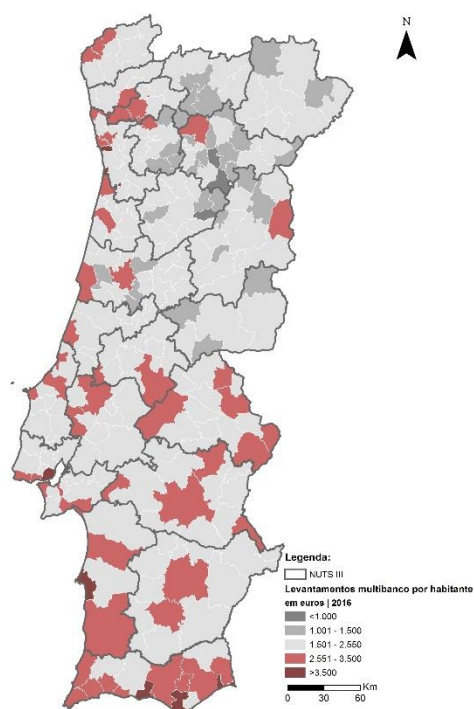 N
Legenda:
NUTS III
Levantamentos multibanco por habitante
em euros | 2016
<1.000
1.001 - 1.500
1.501 - 2.550
2.551 - 3.500
>3.500
Km
0 30 60